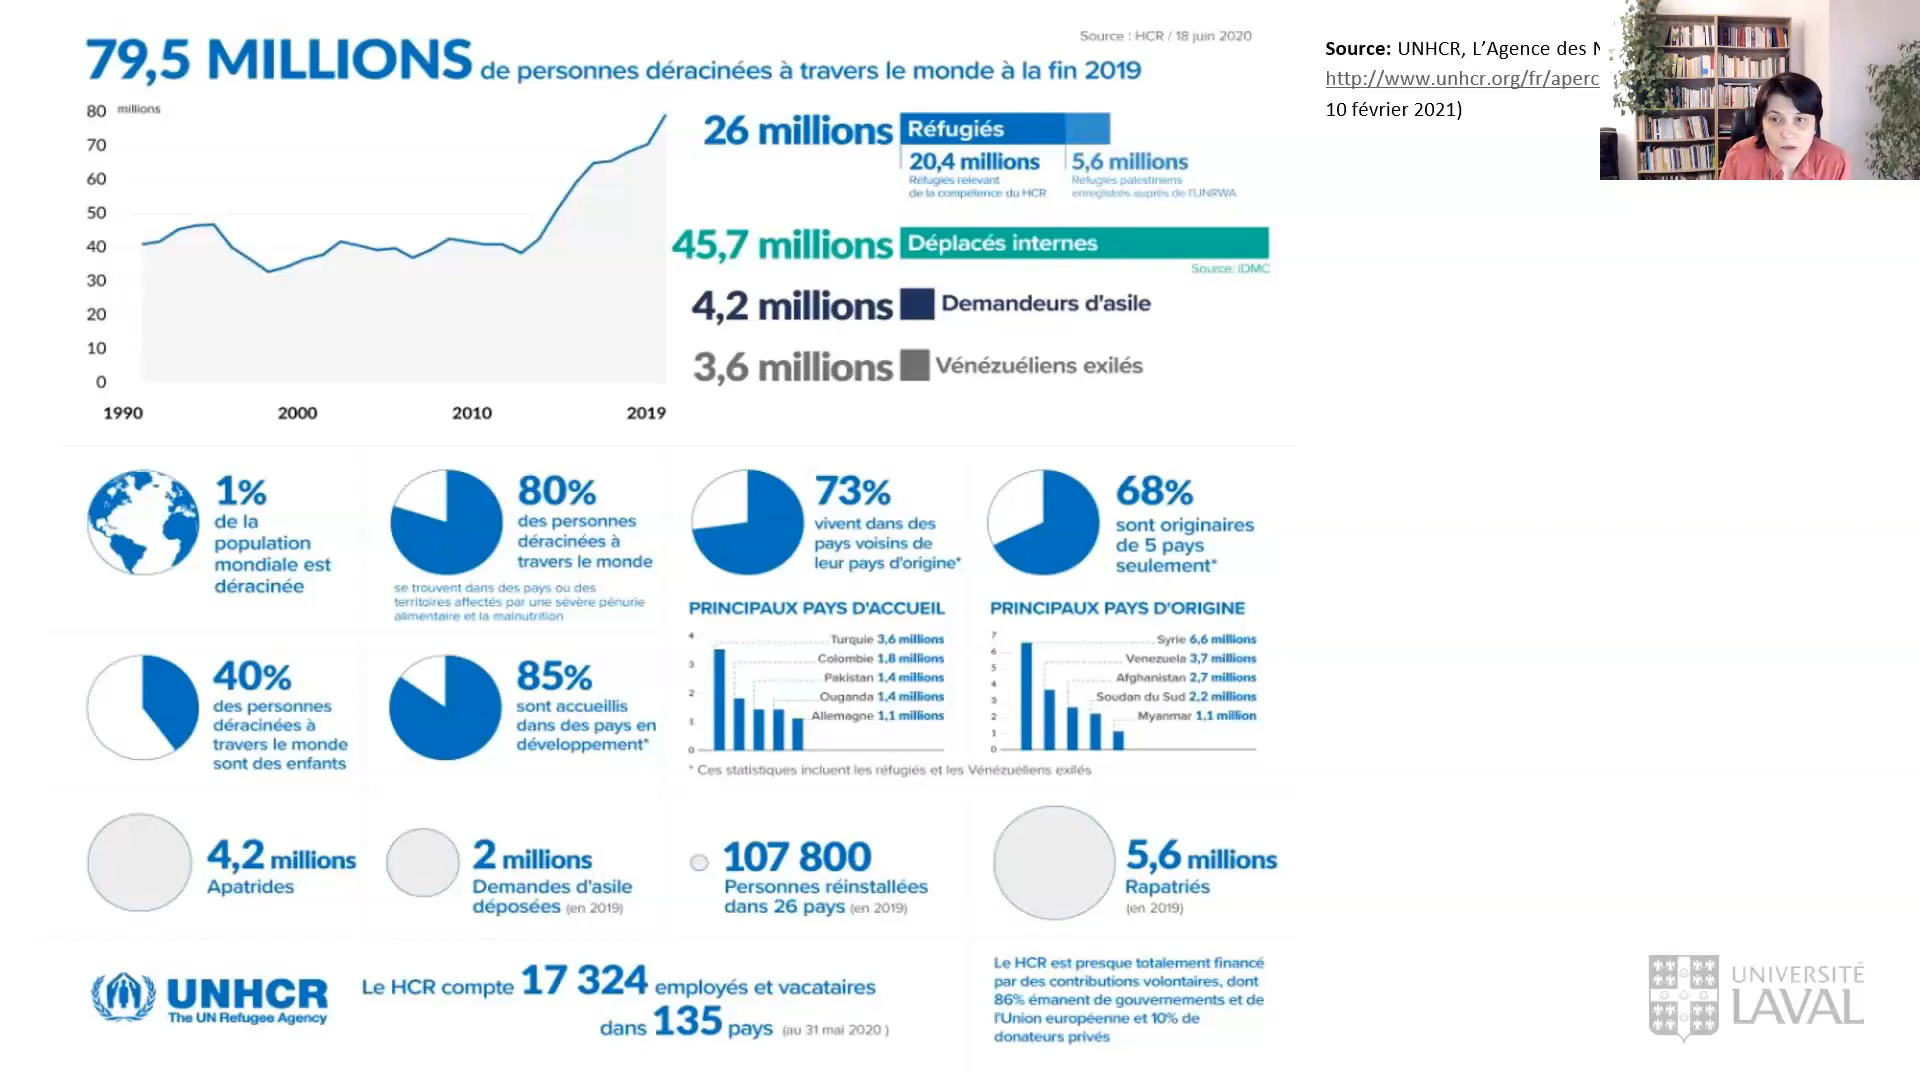 79,5 MILLIONS de personnes déracinées à travers le monde à la fin 2019
Source : HCR / 18 juin 2020
Source: UNHCR, L'Agence des
http://www.unhcr.org/fr/aperc
10 février 2021)
80 millions
70
60
50
40
30
20
10
0
1990 2000 2010 2019
26 millions Réfugiés
20,4 millions
Réfugiés relevant
de la compétence du HCR
5,6 millions
Réfugiés palestiniens
enregistrés auprès de l'UNRWA
45,7 millions Déplacés internes
Source: iDMC
4,2 millions Demandeurs d'asile
3,6 millions Vénézuéliens exilés
1%
de la
population
mondiale est
déracinée
80%
des personnes
déracinées à
travers le monde
se trouvent dans des pays ou des
territoires affectés par une sévère pénurie
alimentaire et la malnutrition
73%
vivent dans des
pays voisins de
leur pays d'origine*
68%
sont originaires
de 5 pays
seulement*
40%
des personnes
déracinées à
travers le monde
sont des enfants
85%
sont accueillis
dans des pays en
développement*
PRINCIPAUX PAYS D'ACCUEIL
4
3
2
1
0
Turquie 3,6 millions
Colombie 1,8 millions
Pakistan 1,4 millions
Ouganda 1,4 millions
Allemagne 1,1 millions
PRINCIPAUX PAYS D'ORIGINE
7
6
5
4
3
2
1
0
Syrie 6,6 millions
Venezuela 3,7 millions
Afghanistan 2,7 millions
Soudan du Sud 2,2 millions
Myanmar 1,1 million
* Ces statistiques incluent les réfugiés et les Vénézuéliens exilés
4,2 millions
Apatrides
2 millions
Demandes d'asile
déposées (en 2019)
107 800
Personnes réinstallées
dans 26 pays (en 2019)
5,6 millions
Rapatriés
(en 2019)
UNHCR
The UN Refugee Agency
Le HCR compte 17 324 employés et vacataires
dans 135 pays (au 31 mai 2020 )
Le HCR est presque totalement financé
par des contributions volontaires, dont
86% émanent de gouvernements et de
l'Union européenne et 10% de
donateurs privés
UNIVERSITÉ
LAVAL